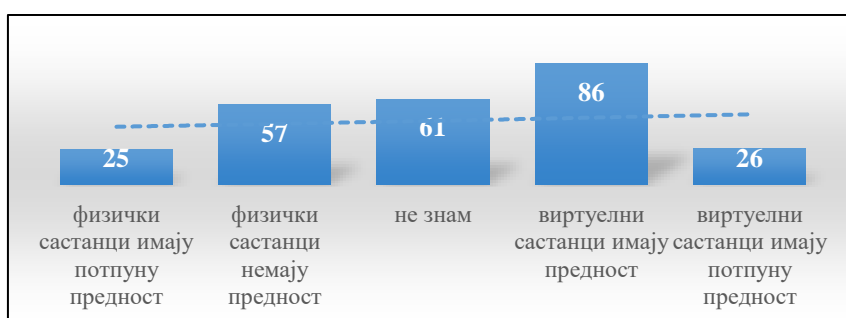 25
57
61
86
26
физички
састанци имају
потпуну
предност
физички
састанци
немају
предност
не знам
виртуелни
састанци имају
предност
виртуелни
састанци имају
потпуну
предност